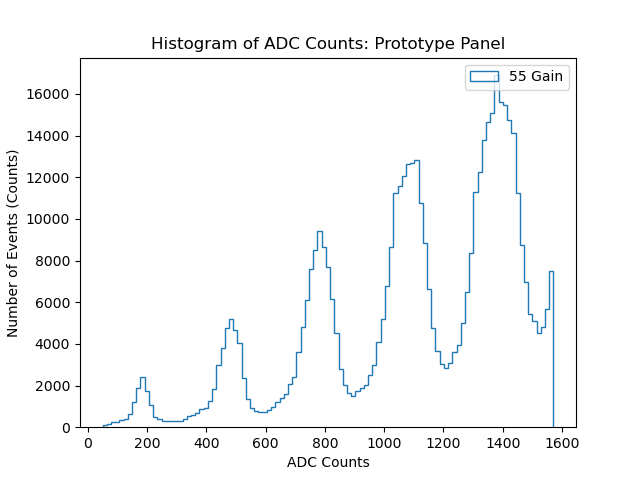 Histogram of ADC Counts: Prototype Panel
55 Gain
Number of Events (Counts)
16000
14000
12000
10000
8000
6000
4000
2000
0
0 200 400 600 800 1000 1200 1400 1600
ADC Counts